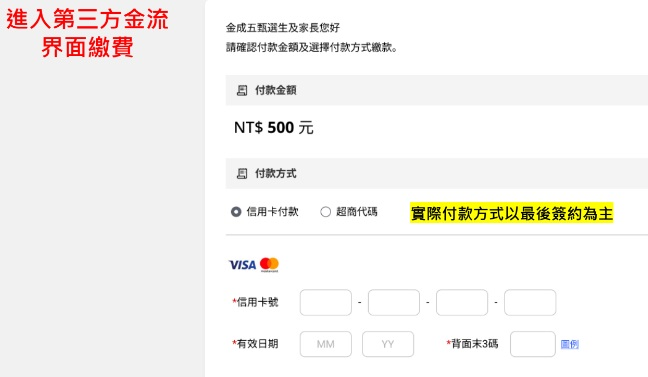 進入第三方金流
界面繳費
金成五甄選生及家長您好
請確認付款金額及選擇付款方式繳款。
付款金額
NT$ 500 元
付款方式
信用卡付款 超商代碼 實際付款方式以最後簽約為主
VISA
*信用卡號 - - -
*有效日期 MM YY *背面末3碼 圖例